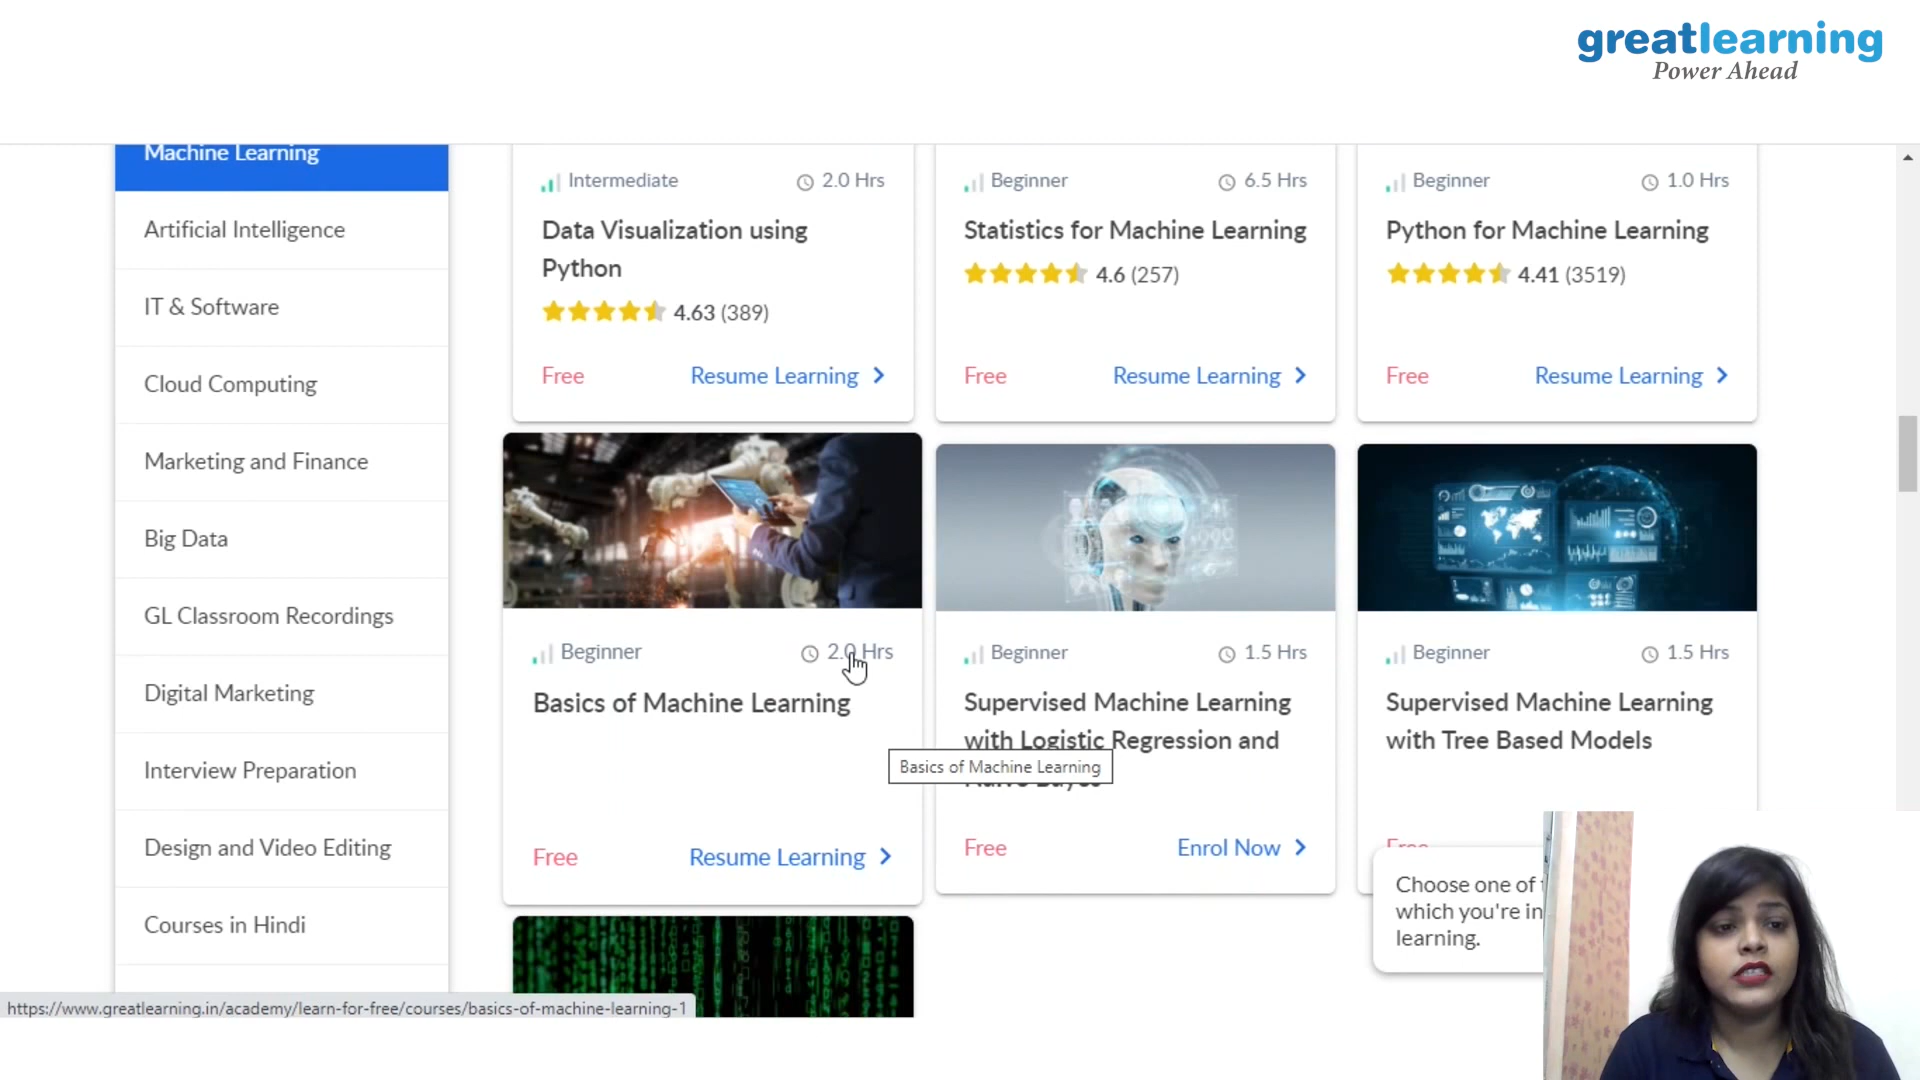 greatlearning
Power Ahead
Machine Learning
Artificial Intelligence
IT & Software
Cloud Computing
Marketing and Finance
Big Data
GL Classroom Recordings
Digital Marketing
Interview Preparation
Design and Video Editing
Courses in Hindi
Intermediate 2.0 Hrs
Data Visualization using
Python
4.63 (389)
Free Resume Learning
Beginner 6.5 Hrs
Statistics for Machine Learning
4.6 (257)
Free Resume Learning
Beginner 1.0 Hrs
Python for Machine Learning
4.41 (3519)
Free Resume Learning
Beginner 2.0 Hrs
Basics of Machine Learning
Free Resume Learning
Beginner 1.5 Hrs
Supervised Machine Learning
with Logistic Regression and
Basics of Machine Learning
Naive Bayes
Free Enrol Now
Beginner 1.5 Hrs
Supervised Machine Learning
with Tree Based Models
Free
Choose one of
which you're in
learning.
https://www.greatlearning.in/academy/learn-for-free/courses/basics-of-machine-learning-1